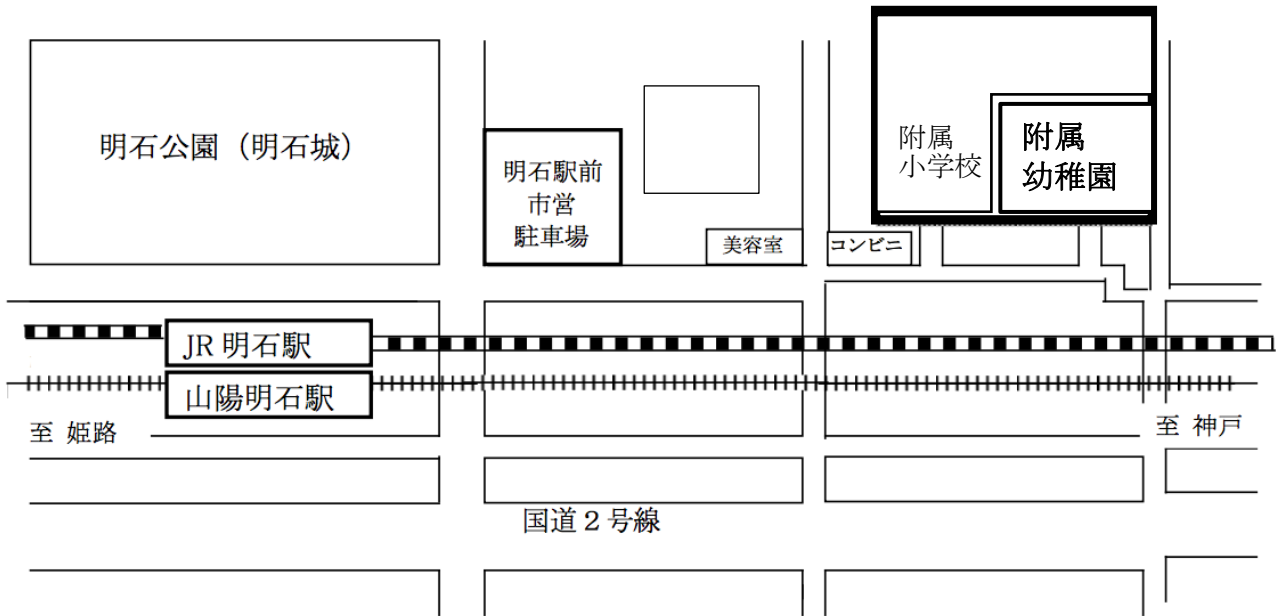 明石公園（明石城）
明石駅前
市営
駐車場
美容室
コンビニ
附属
小学校
附属
幼稚園
JR 明石駅
山陽明石駅
至 姫路
至 神戸
国道２号線